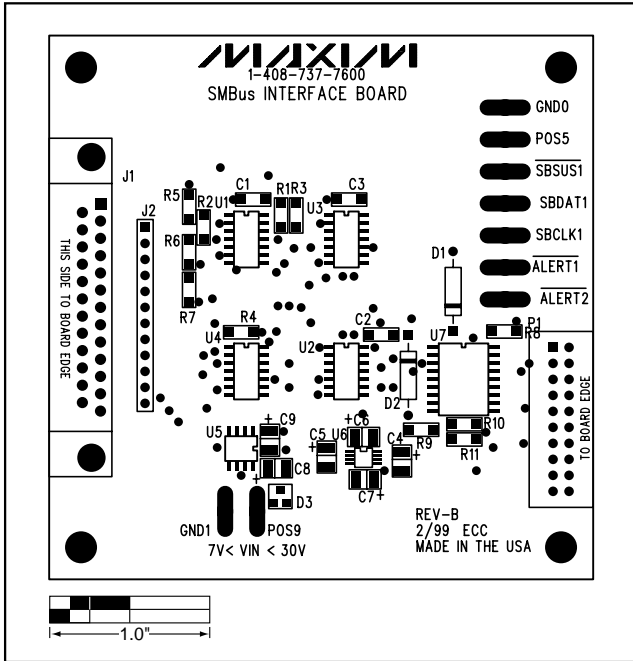 MAXIM
1-408-737-7600
SMBus INTERFACE BOARD
GND0
POS5
SBSUS1
SBDAT1
SBCLK1
ALERT1
ALERT2
J1
J2
THIS SIDE TO BOARD EDGE
R5
R2
C1
U1
R1 R3
U3
C3
R6
R7
D1
R4
U4
U2
C2
U7
P1
R8
D2
TO BOARD EDGE
U5
C9
+
C8
+
C5
+
U6
C6
+
C4
+
C7
+
R9
R10
R11
D3
GND1
POS9
7V< VIN < 30V
REV-B
2/99 ECC
MADE IN THE USA
1.0"